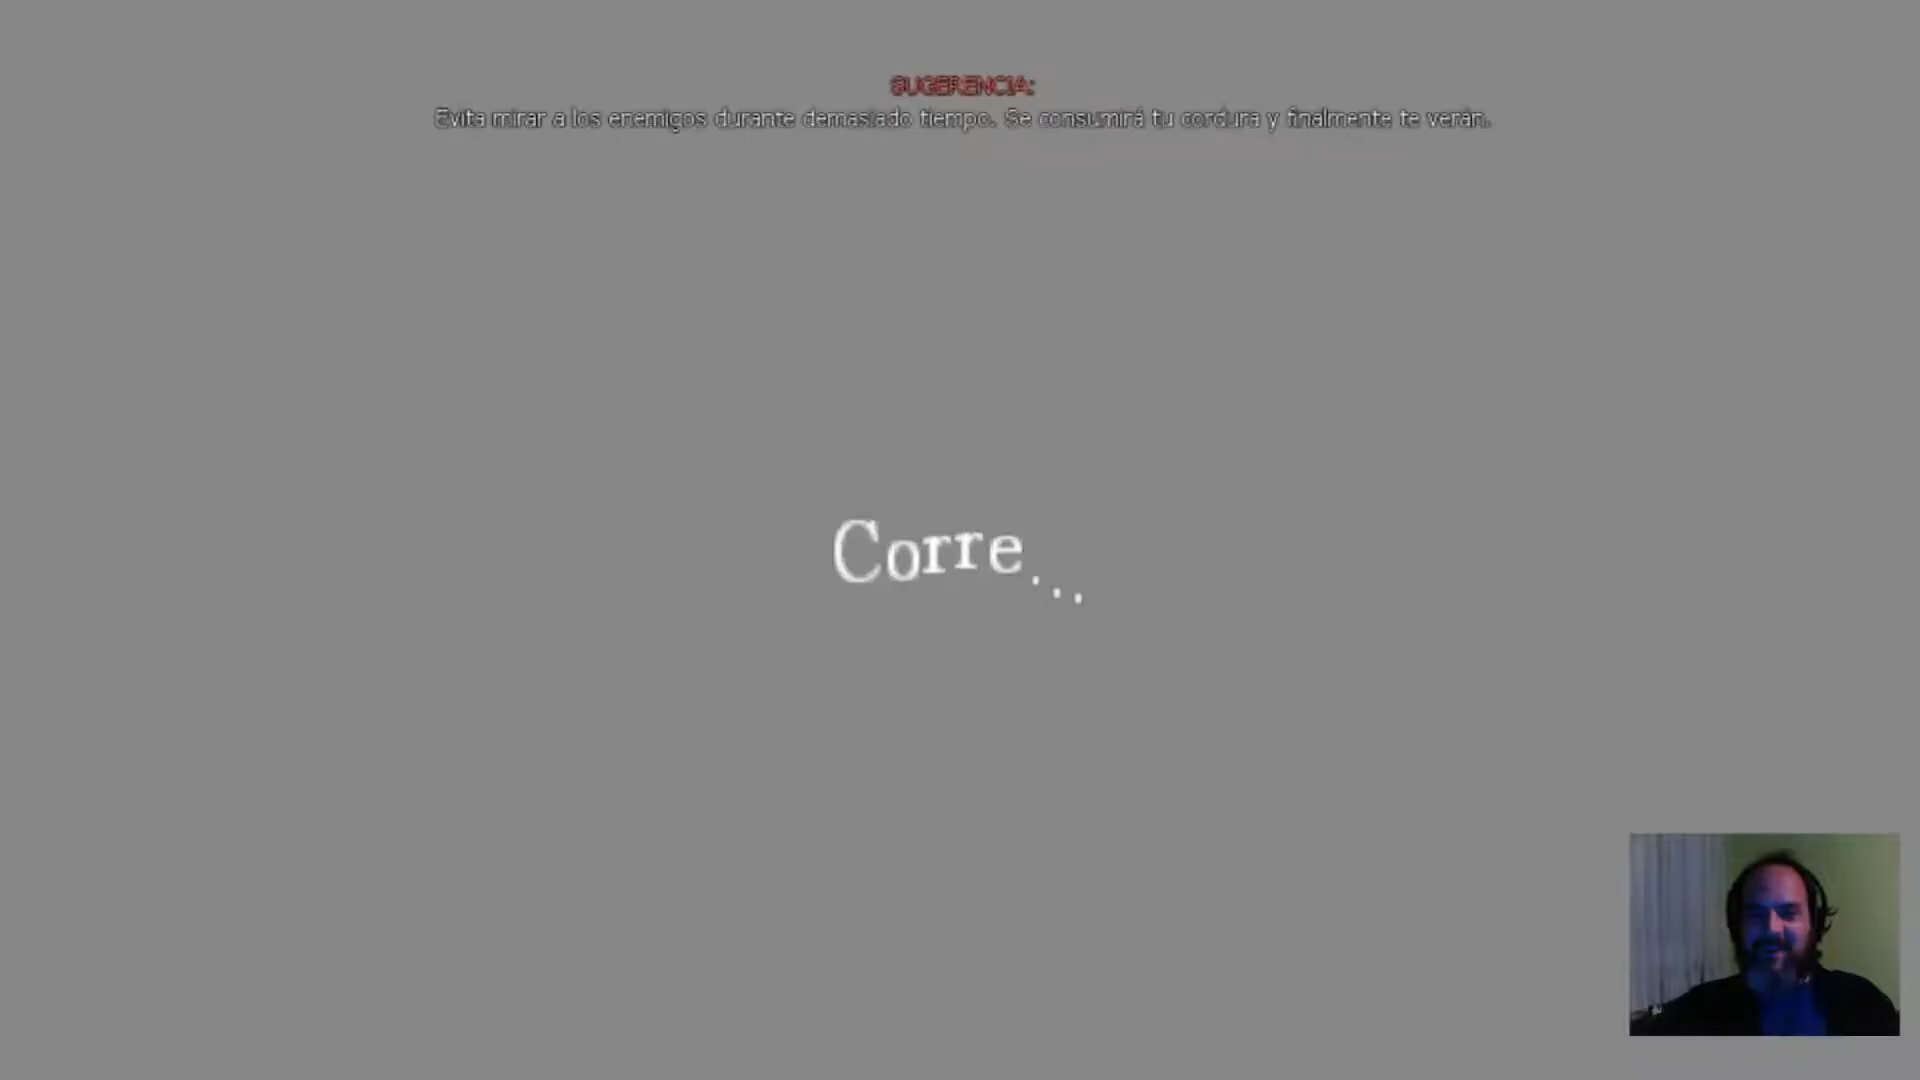 SUGERENCIA:
Evita mirar a los enemigos durante demasiado tiempo. Se consumirá tu cordura y finalmente te verán.
Corre...